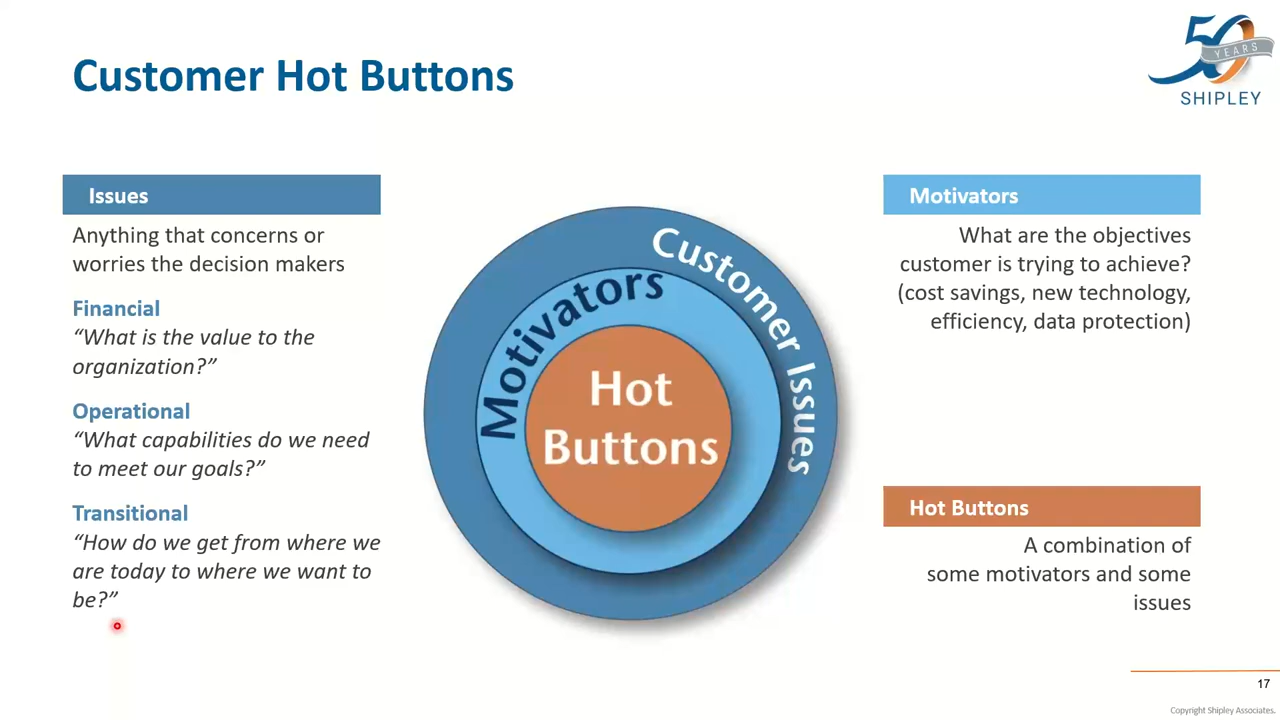 Customer Hot Buttons
50
YEARS
SHIPLEY
Issues
Anything that concerns or
worries the decision makers
Financial
“What is the value to the
organization?”
Operational
“What capabilities do we need
to meet our goals?”
Transitional
“How do we get from where we
are today to where we want to
be?”
Customer Issues
Motivators
Hot
Buttons
Motivators
What are the objectives
customer is trying to achieve?
(cost savings, new technology,
efficiency, data protection)
Hot Buttons
A combination of
some motivators and some
issues
17
Copyright Shipley Associates.